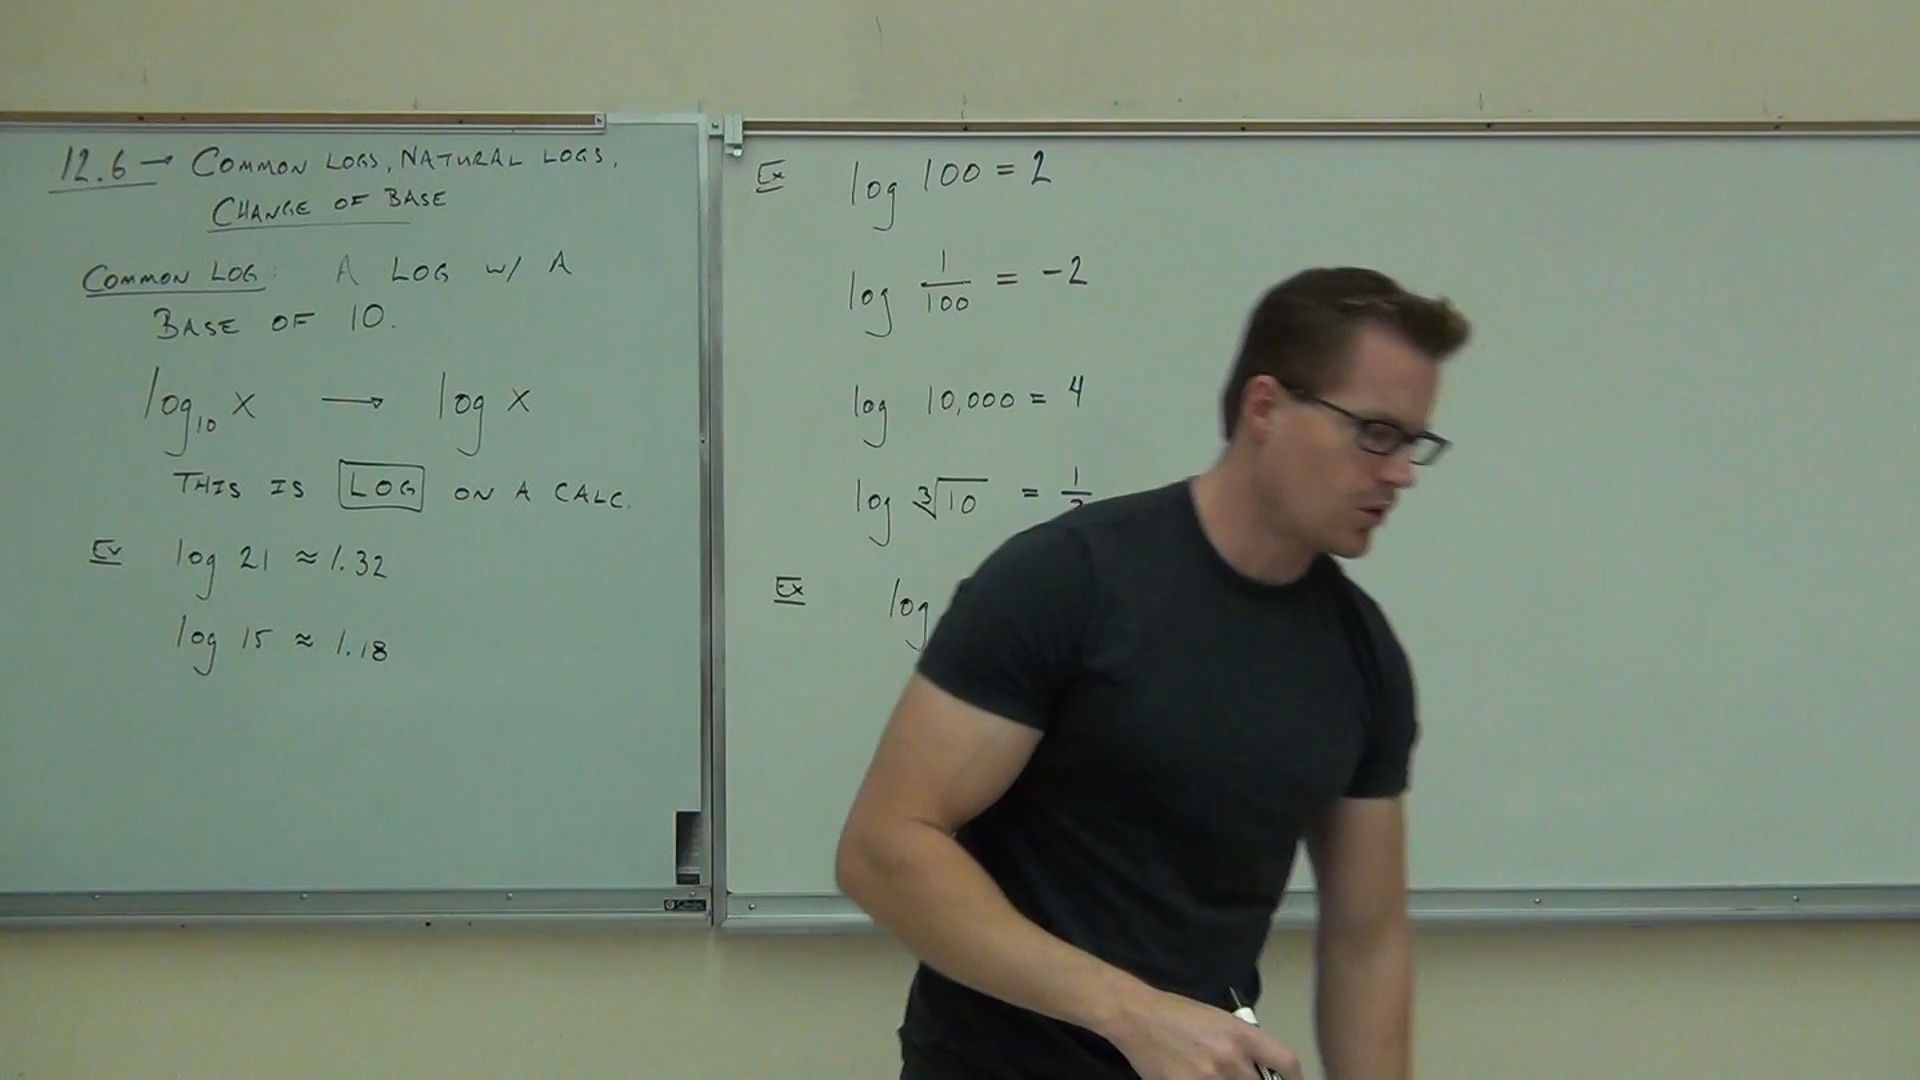 12.6 → COMMON LOGS, NATURAL LOGS,
CHANGE OF BASE
COMMON LOG: A LOG W/ A
BASE OF 10.
log₁₀ x → log x
THIS IS LOG ON A CALC.
Ex log 21 ≈ 1.32
log 15 ≈ 1.18
Ex log 100 = 2
log 1/100 = -2
log 10,000 = 4
log ∛10 = 1/
Ex log